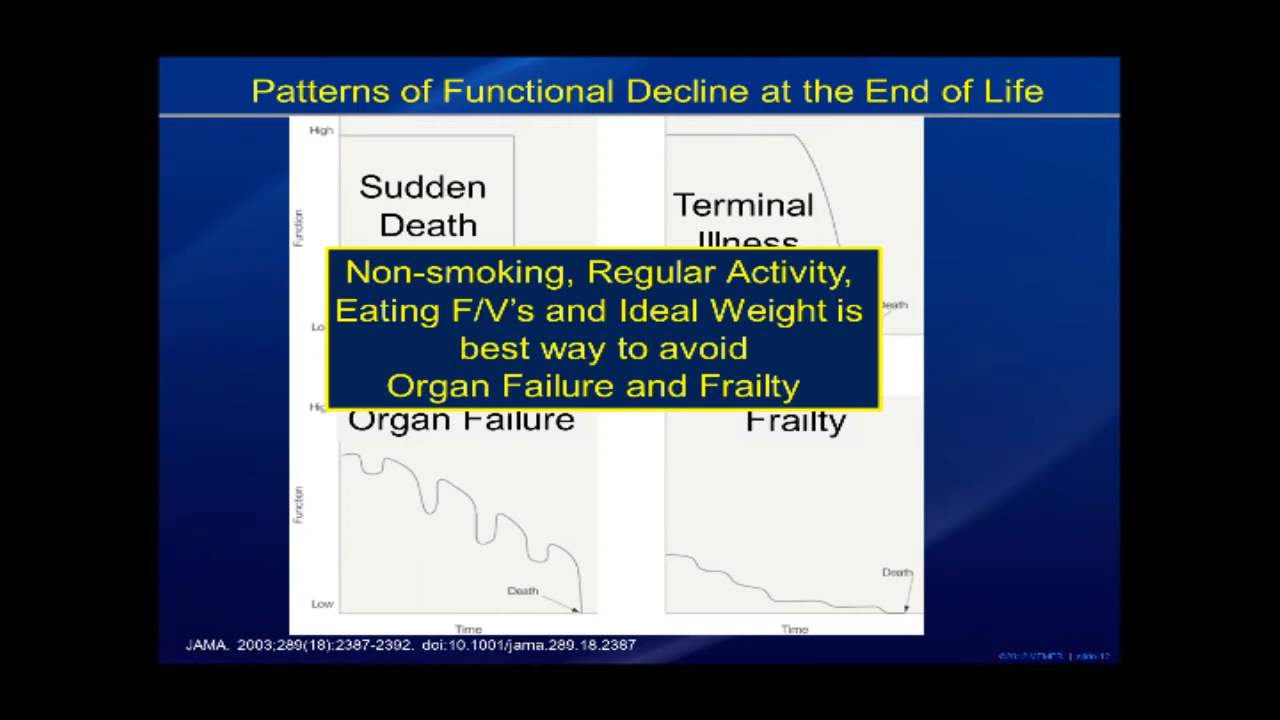 Patterns of Functional Decline at the End of Life
High
Sudden
Death
Function
Terminal
Illness
Non-smoking, Regular Activity,
Eating F/V's and Ideal Weight is
best way to avoid
Organ Failure and Frailty
Organ Failure
Function
Death
Low
Time
Frailty
Death
Time
JAMA. 2003;289(18):2387-2392. doi:10.1001/jama.289.18.2387